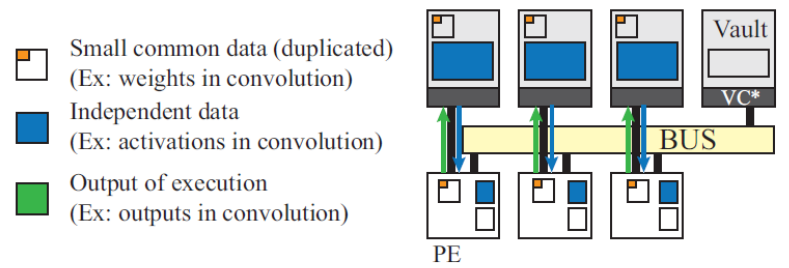 Small common data (duplicated)
(Ex: weights in convolution)
Independent data
(Ex: activations in convolution)
Output of execution
(Ex: outputs in convolution)
Vault
VC*
BUS
PE